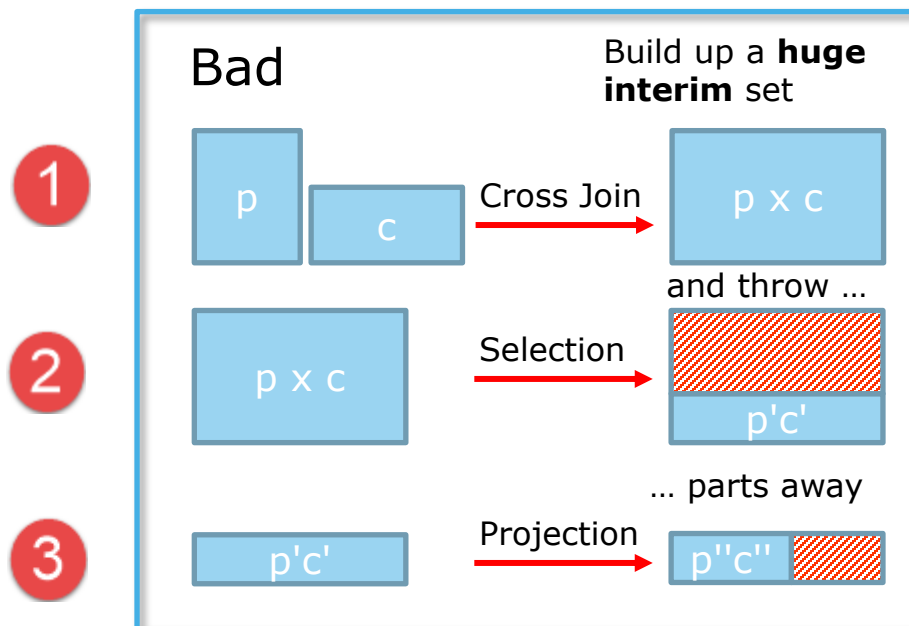 Bad
Build up a huge
interim set
1
p
c
Cross Join
p x c
and throw …
2
p x c
Selection
p'c'
… parts away
3
p'c'
Projection
p''c''